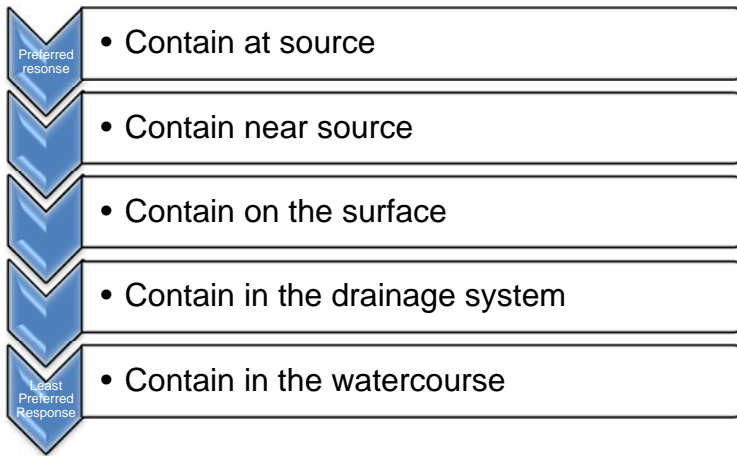 Preferred
resonse
• Contain at source
• Contain near source
• Contain on the surface
• Contain in the drainage system
Least
Preferred
Response
• Contain in the watercourse